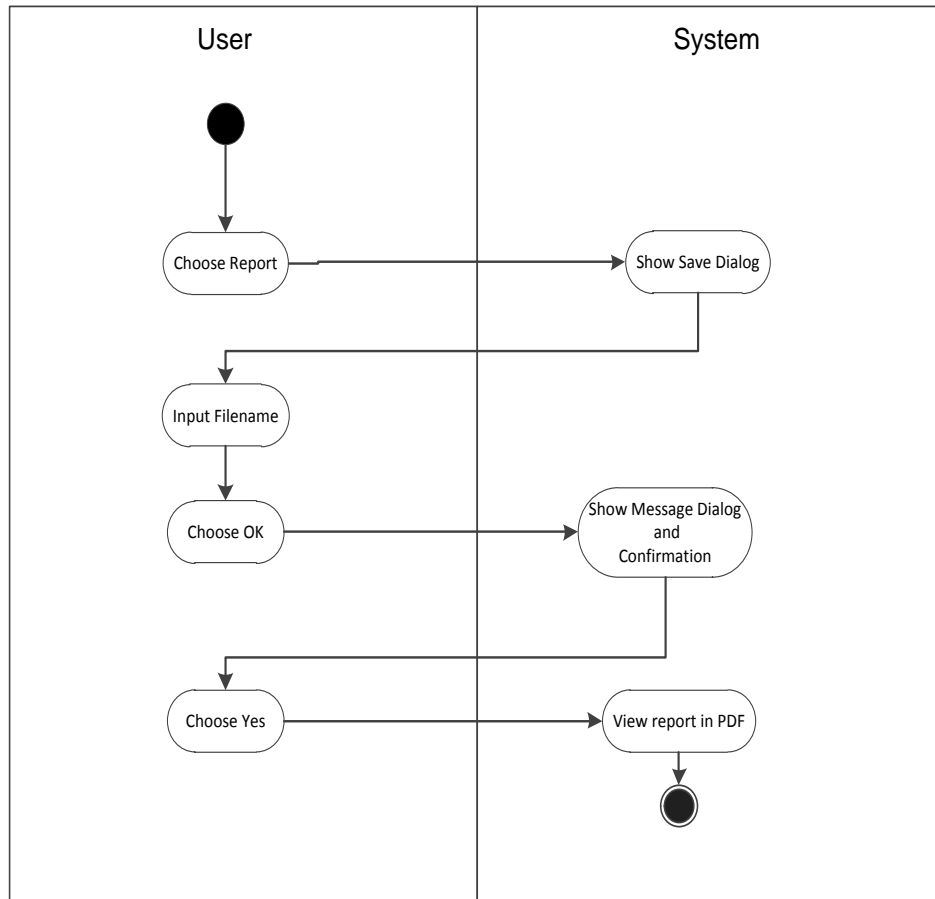 User
System
Choose Report
Show Save Dialog
Input Filename
Choose OK
Show Message Dialog
and
Confirmation
Choose Yes
View report in PDF